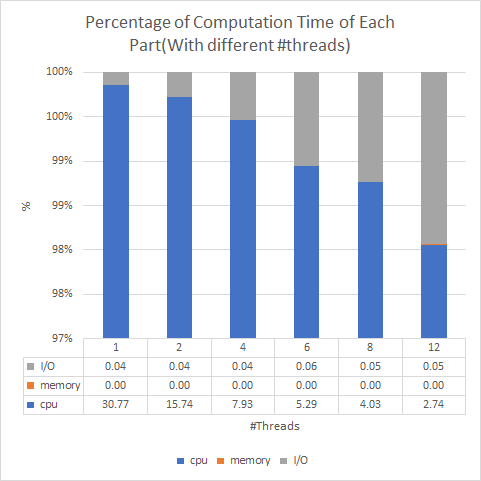 Percentage of Computation Time of Each
Part(With different #threads)
100%
100%
99%
99%
98%
98%
97%
%
1 2 4 6 8 12
I/O 0.04 0.04 0.04 0.06 0.05 0.05
memory 0.00 0.00 0.00 0.00 0.00 0.00
cpu 30.77 15.74 7.93 5.29 4.03 2.74
#Threads
cpu memory I/O